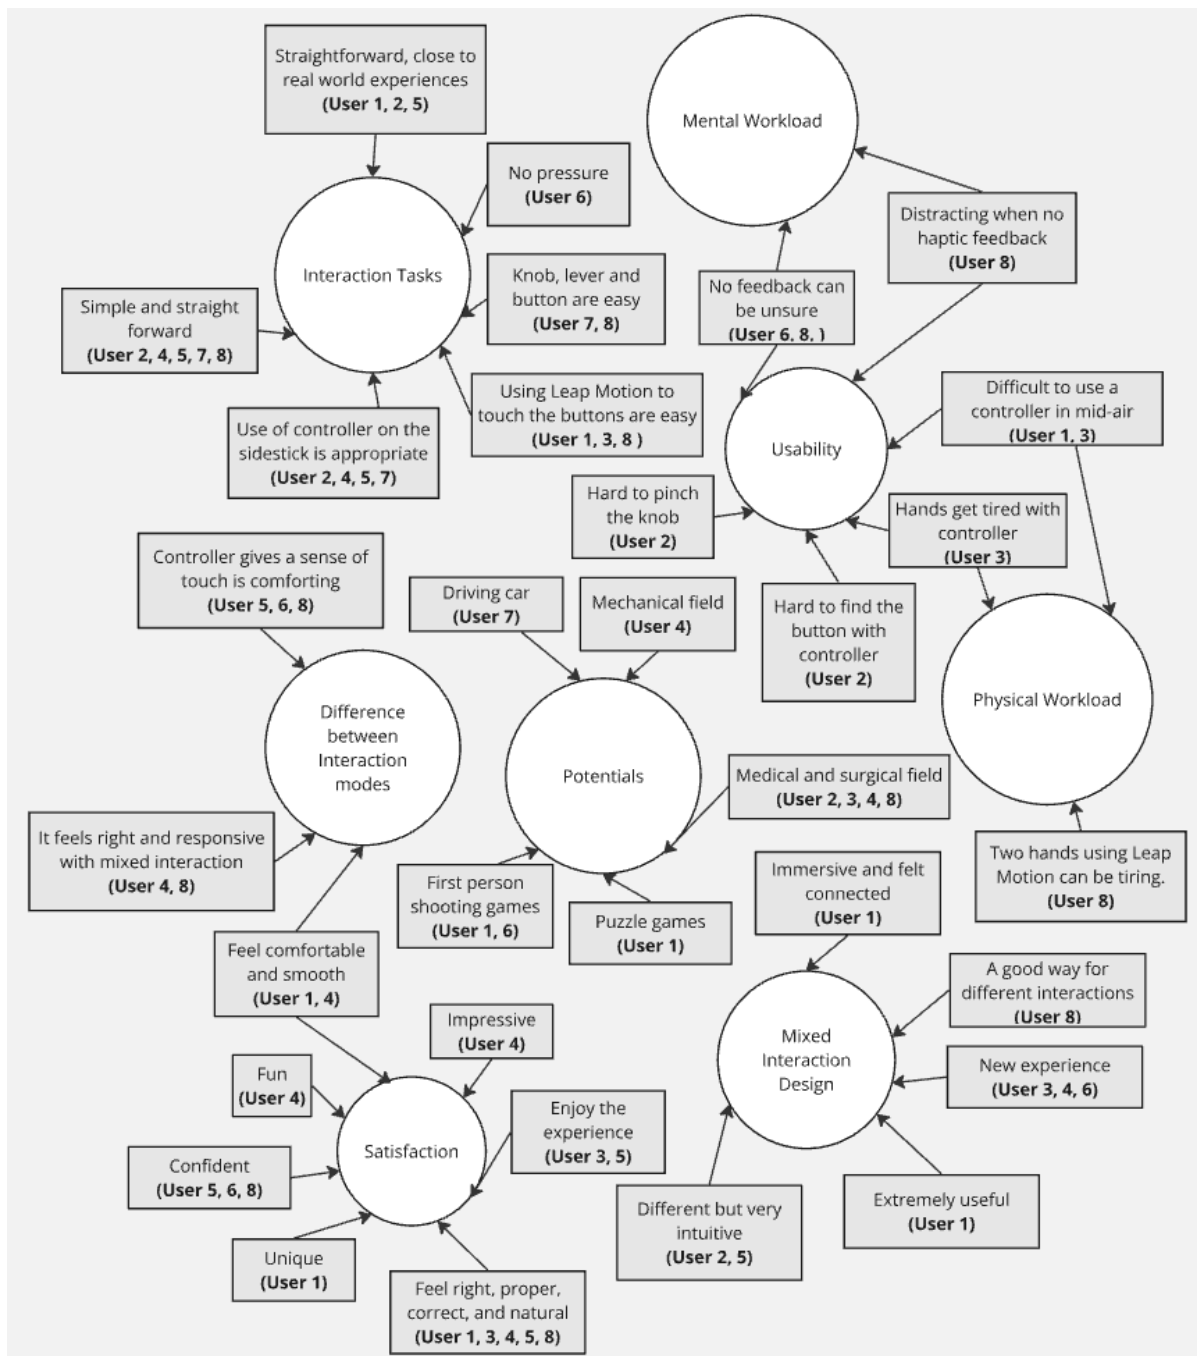 Straightforward, close to
real world experiences
(User 1, 2, 5)
Mental Workload
No pressure
(User 6)
Distracting when no
haptic feedback
(User 8)
Interaction Tasks
Knob, lever and
button are easy
(User 7, 8)
No feedback can
be unsure
(User 6, 8, )
Simple and straight
forward
(User 2, 4, 5, 7, 8)
Using Leap Motion to
touch the buttons are easy
(User 1, 3, 8 )
Difficult to use a
controller in mid-air
(User 1, 3)
Use of controller on the
sidestick is appropriate
(User 2, 4, 5, 7)
Usability
Hard to pinch
the knob
(User 2)
Hands get tired with
controller
(User 3)
Controller gives a sense of
touch is comforting
(User 5, 6, 8)
Driving car
(User 7)
Mechanical field
(User 4)
Hard to find the
button with
controller
(User 2)
Physical Workload
Difference
between
Interaction
modes
Potentials
Medical and surgical field
(User 2, 3, 4, 8)
It feels right and responsive
with mixed interaction
(User 4, 8)
First person
shooting games
(User 1, 6)
Puzzle games
(User 1)
Immersive and felt
connected
(User 1)
Two hands using Leap
Motion can be tiring.
(User 8)
Feel comfortable
and smooth
(User 1, 4)
A good way for
different interactions
(User 8)
Impressive
(User 4)
Mixed
Interaction
Design
New experience
(User 3, 4, 6)
Fun
(User 4)
Enjoy the
experience
(User 3, 5)
Satisfaction
Confident
(User 5, 6, 8)
Different but very
intuitive
(User 2, 5)
Extremely useful
(User 1)
Unique
(User 1)
Feel right, proper,
correct, and natural
(User 1, 3, 4, 5, 8)